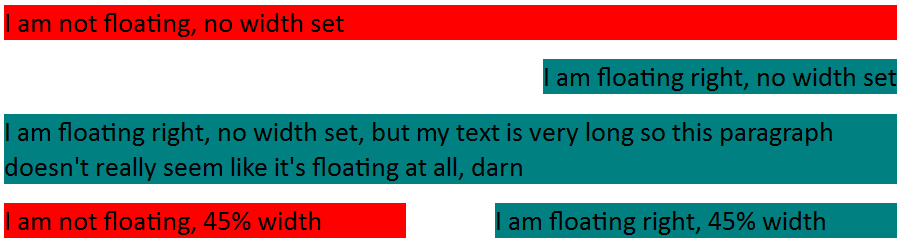 I am not floating, no width set
I am floating right, no width set
I am floating right, no width set, but my text is very long so this paragraph
doesn't really seem like it's floating at all, darn
I am not floating, 45% width
I am floating right, 45% width